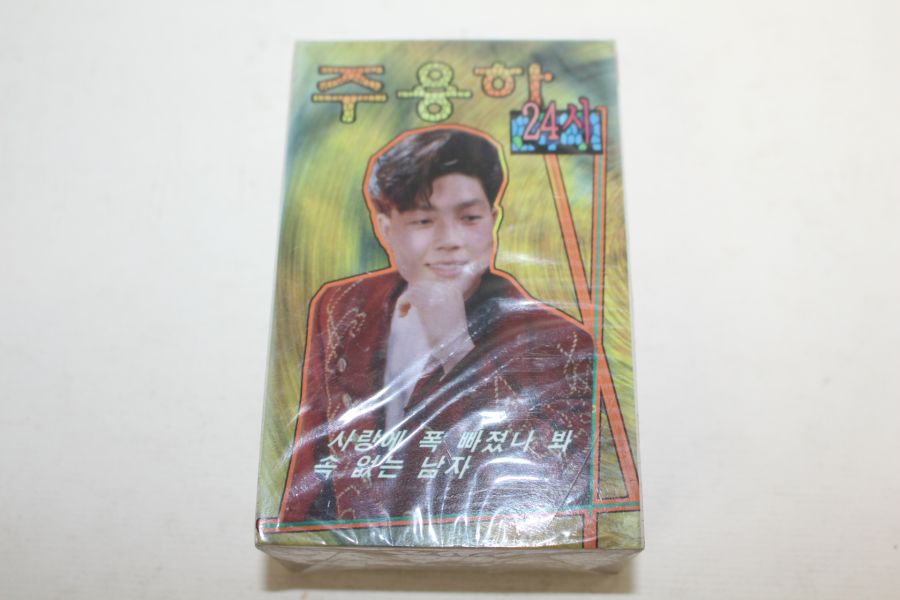 주용하
24시
사랑에 폭 빠졌나 봐
속 없는 남자